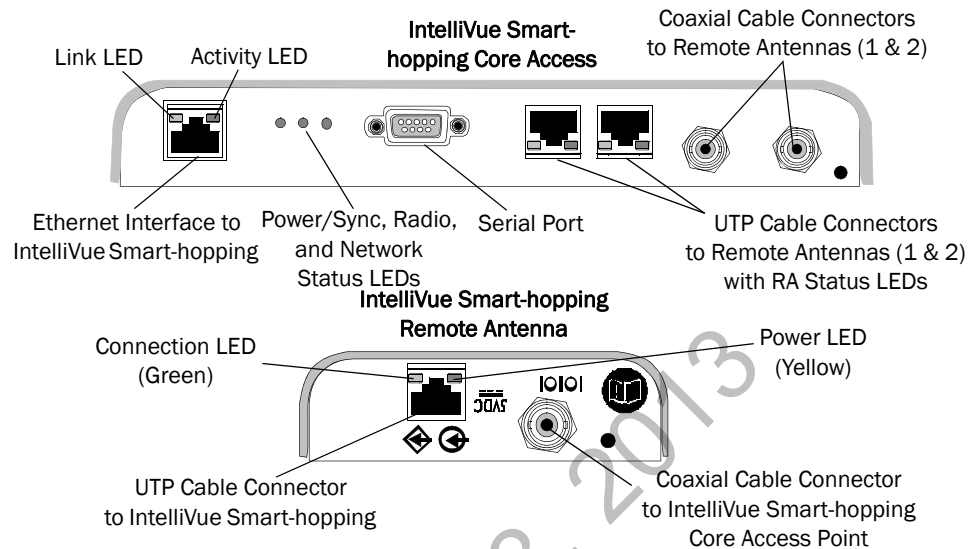 IntelliVue Smart-
hopping Core Access
Coaxial Cable Connectors
to Remote Antennas (1 & 2)
Link LED
Activity LED
Ethernet Interface to
IntelliVue Smart-hopping
Power/Sync, Radio,
and Network
Status LEDs
Serial Port
UTP Cable Connectors
to Remote Antennas (1 & 2)
with RA Status LEDs
IntelliVue Smart-hopping
Remote Antenna
Connection LED
(Green)
Power LED
(Yellow)
5VDC
UTP Cable Connector
to IntelliVue Smart-hopping
Coaxial Cable Connector
to IntelliVue Smart-hopping
Core Access Point
2013